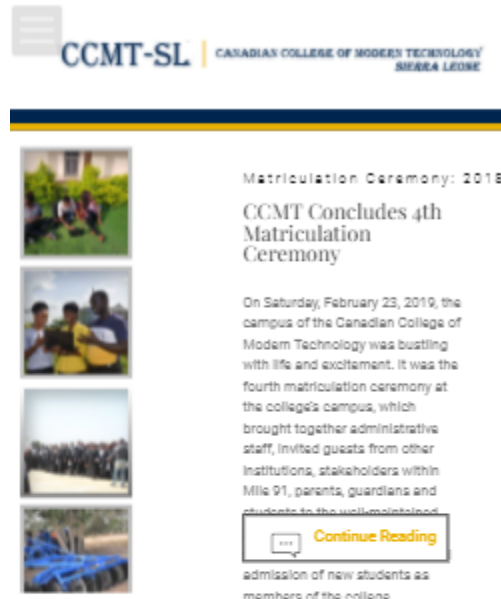 CCMT-SL
CANADIAN COLLEGE OF MODERN TECHNOLOGY
SIERRA LEONE
Matriculation Ceremony: 2018
CCMT Concludes 4th
Matriculation
Ceremony
On Saturday, February 23, 2019, the
campus of the Canadian College of
Modern Technology was bustling
with life and excitement. It was the
fourth matriculation ceremony at
the college's campus, which
brought together administrative
staff, invited guests from other
institutions, stakeholders within
Mile 91, parents, guardians and
students to the well-maintained
Continue Reading
admission of new students as
members of the college